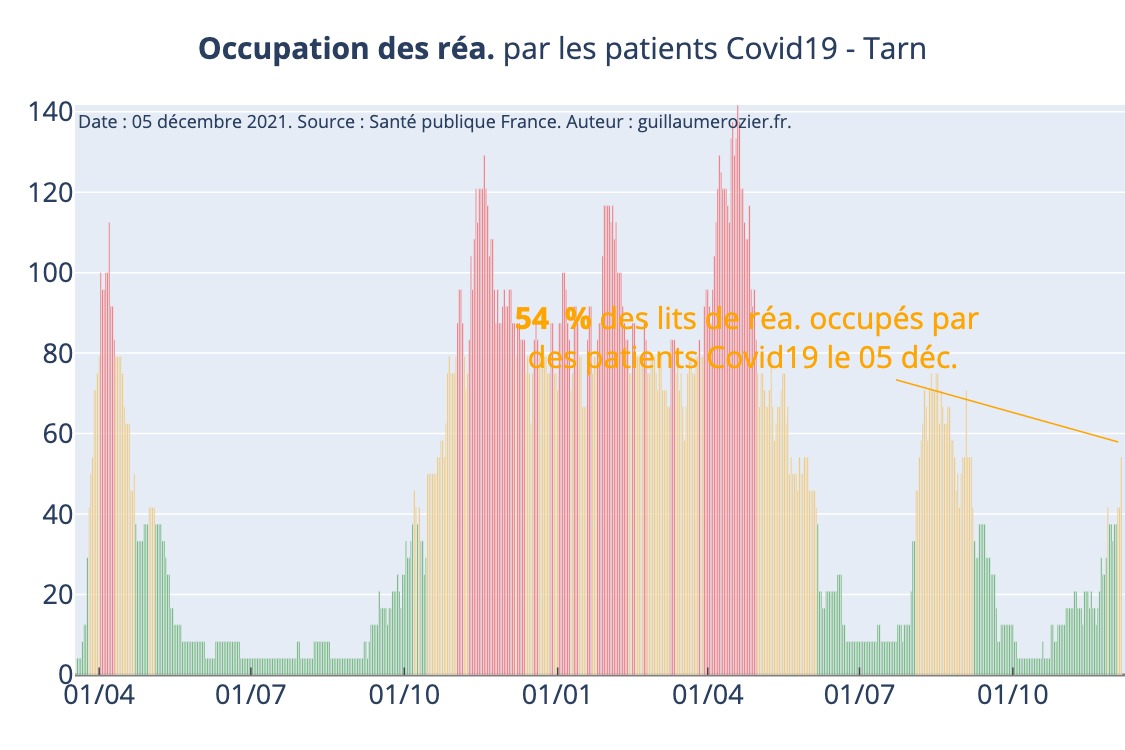 Occupation des réa. par les patients Covid19 - Tarn
140
Date : 05 décembre 2021. Source : Santé publique France. Auteur : guillaumerozier.fr.
120
100
54 % des lits de réa. occupés par
des patients Covid19 le 05 déc.
80
60
40
20
0
01/04 01/07 01/10 01/01 01/04 01/07 01/10